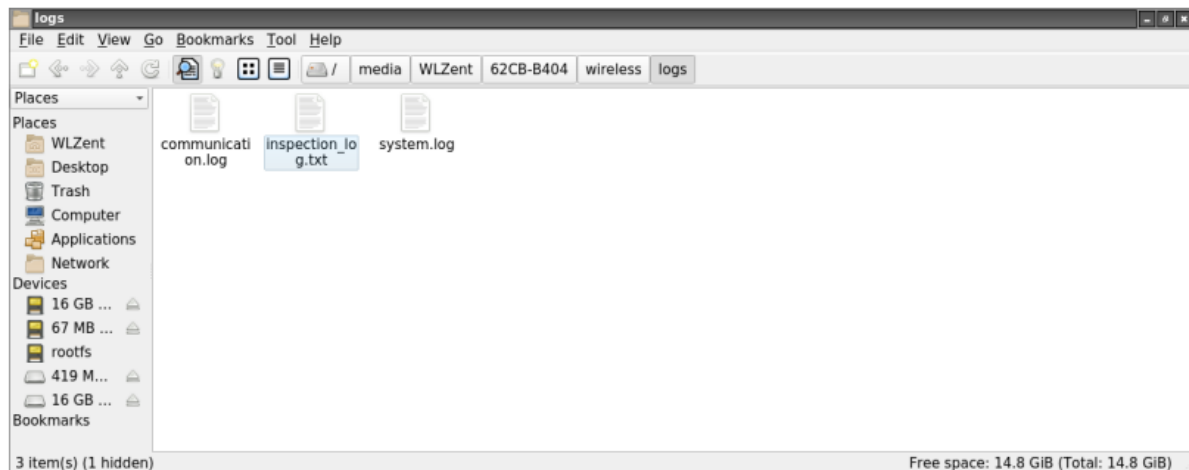 logs
File Edit View Go Bookmarks Tool Help
/ media WLZent 62CB-B404 wireless logs
Places
Places
WLZent
Desktop
Trash
Computer
Applications
Network
Devices
16 GB ...
67 MB ...
rootfs
419 M...
16 GB ...
Bookmarks
communicati
on.log
inspection_lo
g.txt
system.log
3 item(s) (1 hidden) Free space: 14.8 GiB (Total: 14.8 GiB)